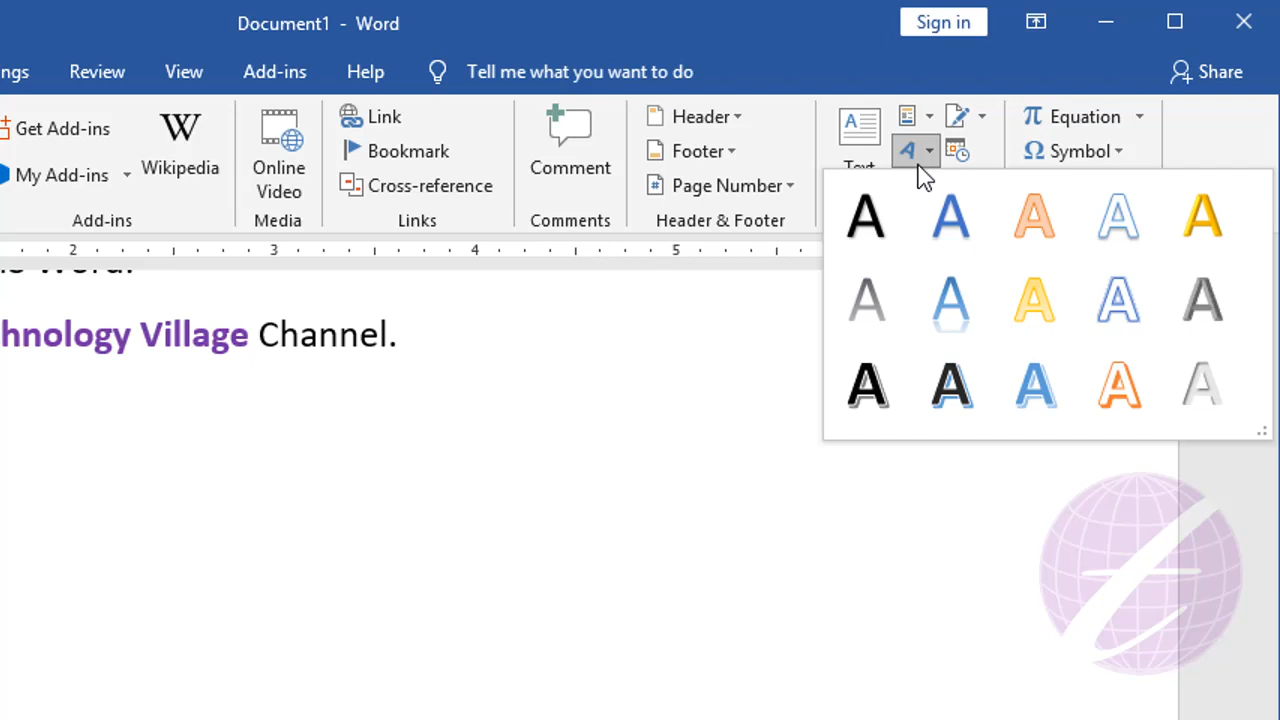 Document1 - Word
Sign in
ngs Review View Add-ins Help Tell me what you want to do Share
Get Add-ins
My Add-ins
Add-ins
W
Wikipedia
Online
Video
Media
Link
Bookmark
Cross-reference
Links
Comment
Comments
Header
Footer
Page Number
Header & Footer
A
Text
A
π Equation
Ω Symbol
2 3 4 5
Word.
hnology Village Channel.
A A A A A
A A A A A
A A A A A
t